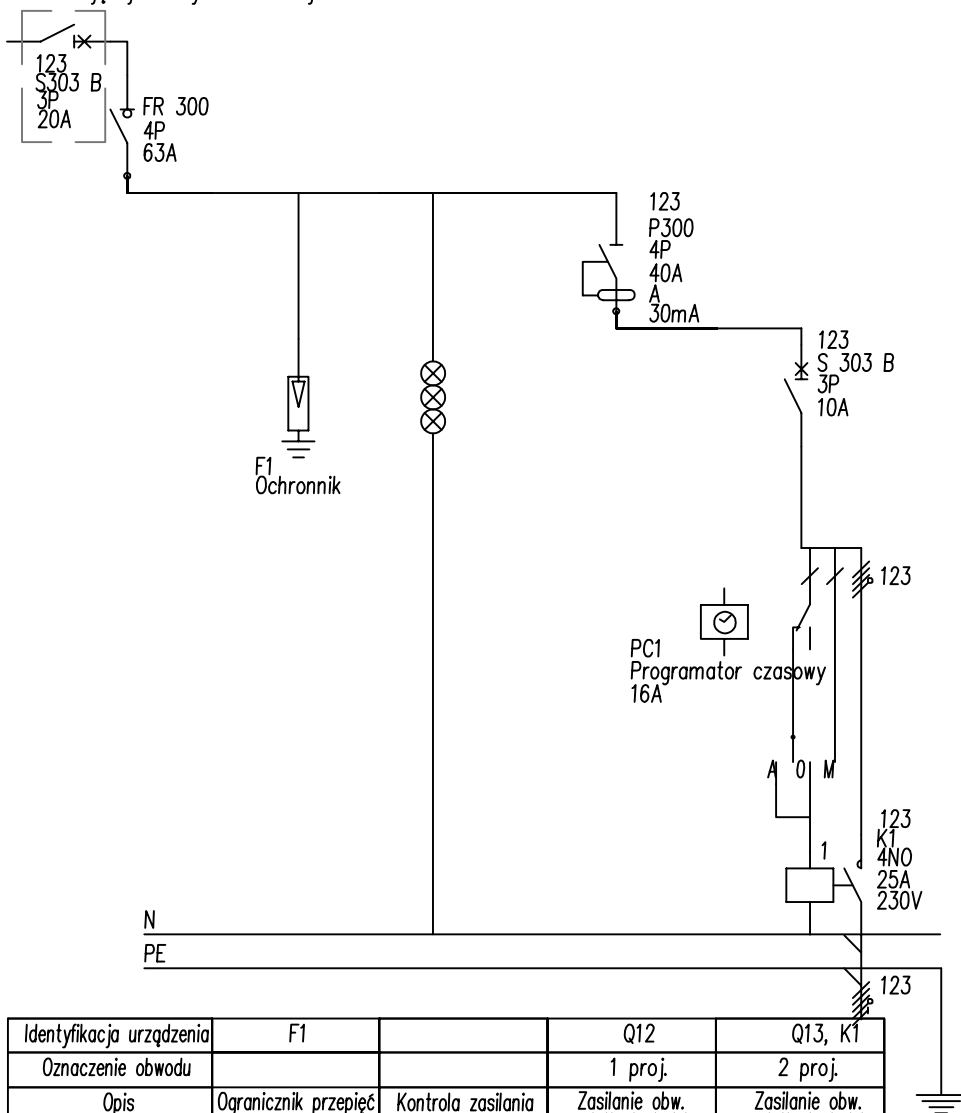 123
S303 B
3P
20A
FR 300
4P
63A
123
P300
4P
40A
A
30mA
123
S 303 B
3P
10A
F1
Ochronnik
123
PC1
Programator czasowy
16A
A O M
123
K1
4NO
25A
230V
1
N
PE
123
Identyfikacja urządzenia F1 Q12 Q13, K1
Oznaczenie obwodu 1 proj. 2 proj.
Opis Ogranicznik przepięć Kontrola zasilania Zasilanie obw. Zasilanie obw.